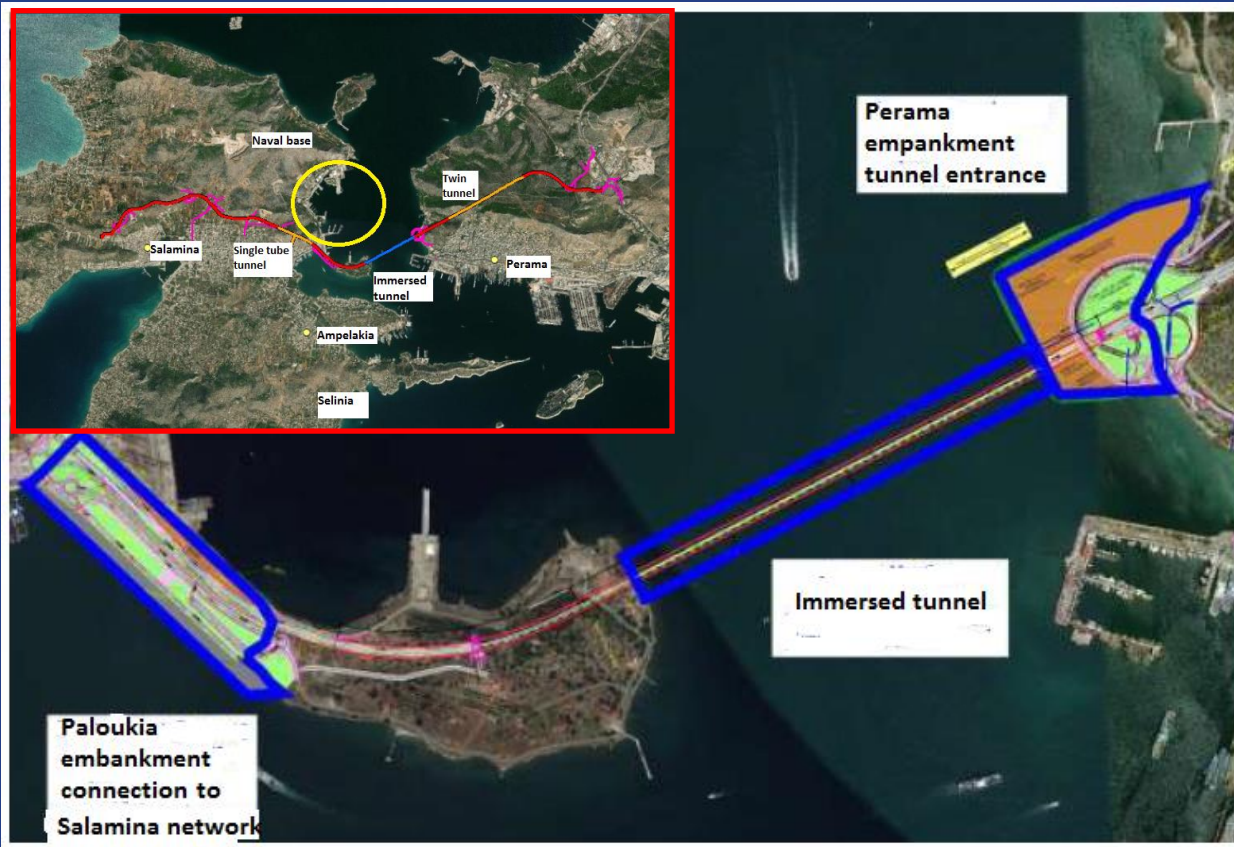 Naval base
Twin
tunnel
Salamina
Single tube
tunnel
Immersed
tunnel
Perama
Ampelakia
Selinia
Perama
empankment
tunnel entrance
Immersed tunnel
Paloukia
embankment
connection to
Salamina network